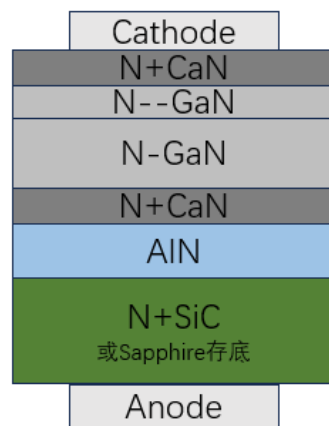 Cathode
N+CaN
N--GaN
N-GaN
N+CaN
AlN
N+SiC
或Sapphire存底
Anode